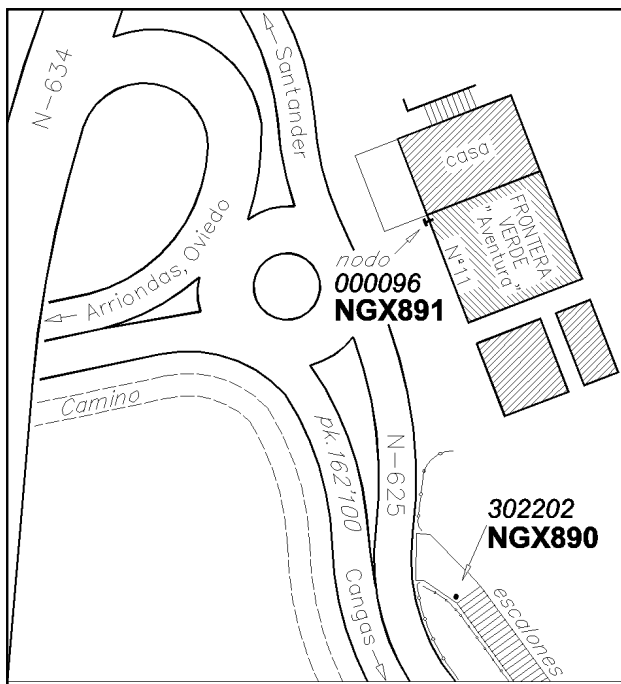 N-634
Santander
casa
FRONTERA
VERDE
"Aventura"
Nº11
nodo
000096
NGX891
Arriondas, Oviedo
Camino
pk.162'100
N-625
302202
NGX890
Cangas
escalones